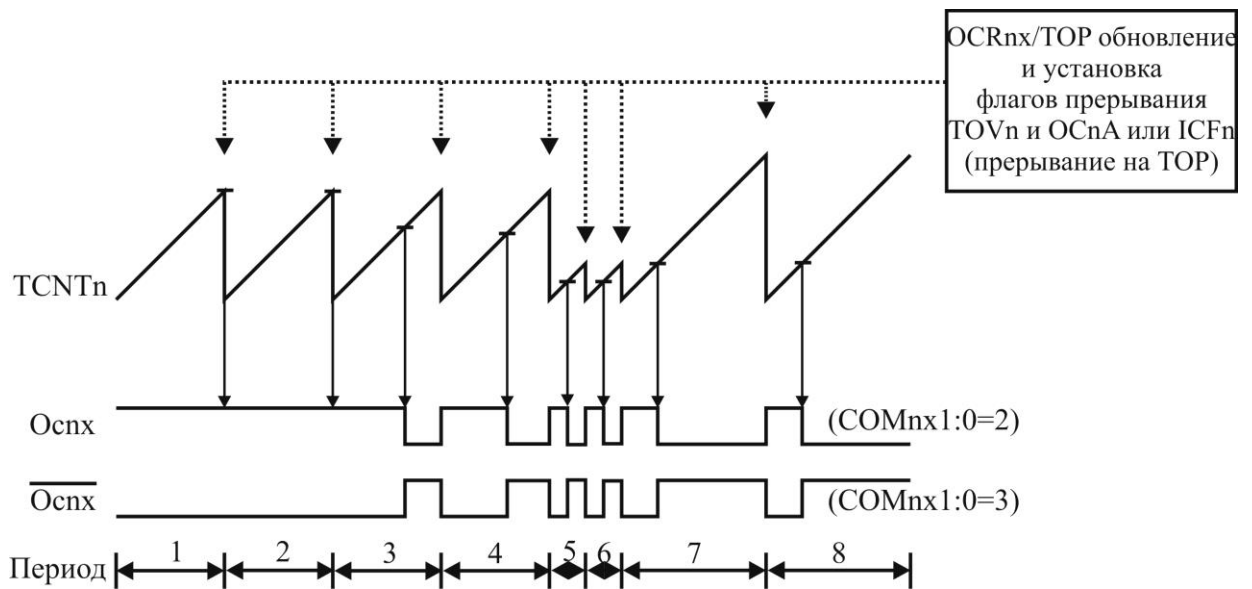 OCRnx/TOP обновление
и установка
флагов прерывания
TOVn и OCnA или ICFn
(прерывание на TOP)
TCNTn
Ocnx
(COMnx1:0=2)
Ocnx
(COMnx1:0=3)
Период
1 2 3 4 5 6 7 8